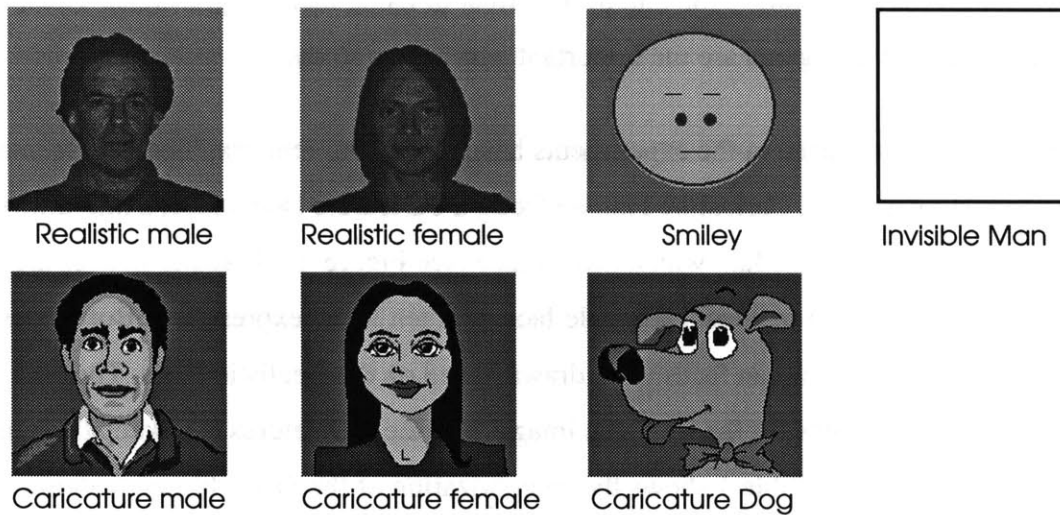 Realistic male
Realistic female
Smiley
Invisible Man
Caricature male
Caricature female
Caricature Dog